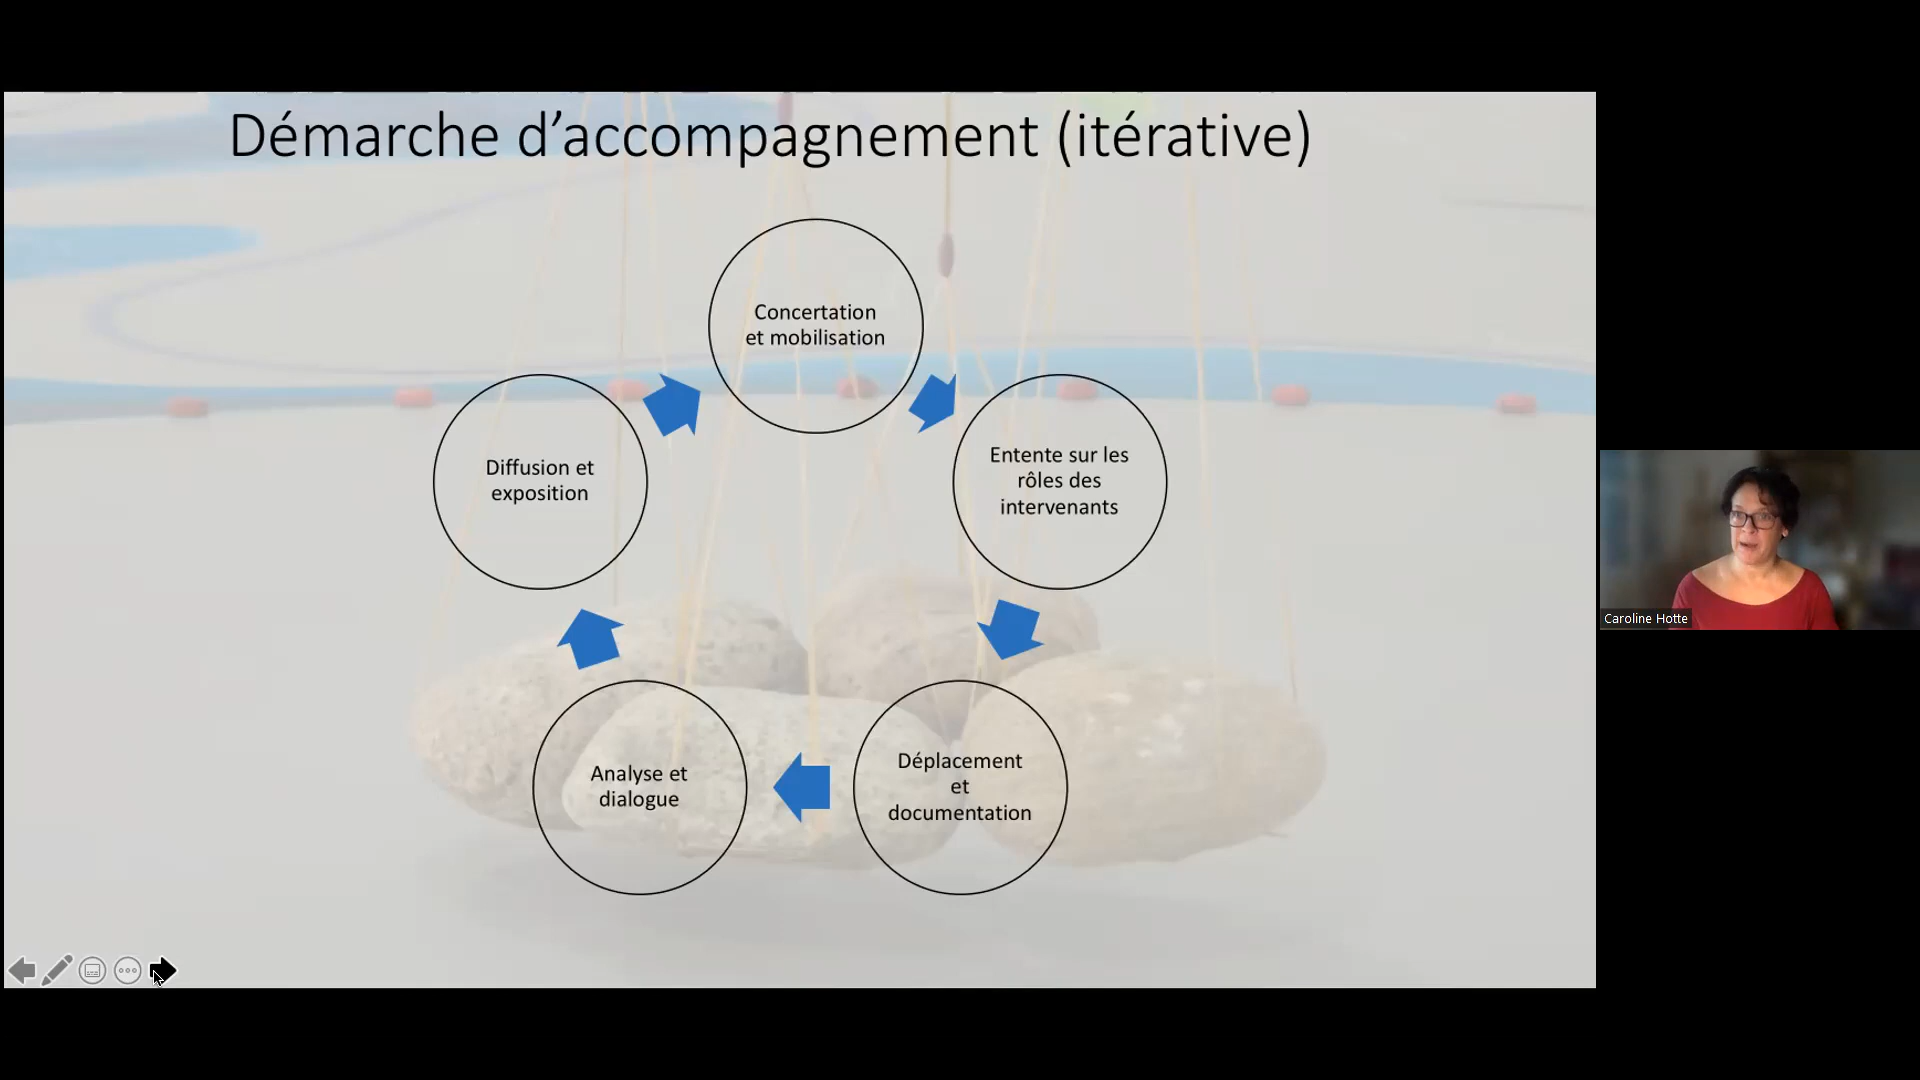 Démarche d’accompagnement (itérative)
Concertation
et mobilisation
Entente sur les
rôles des
intervenants
Déplacement
et
documentation
Analyse et
dialogue
Diffusion et
exposition
Caroline Hotte